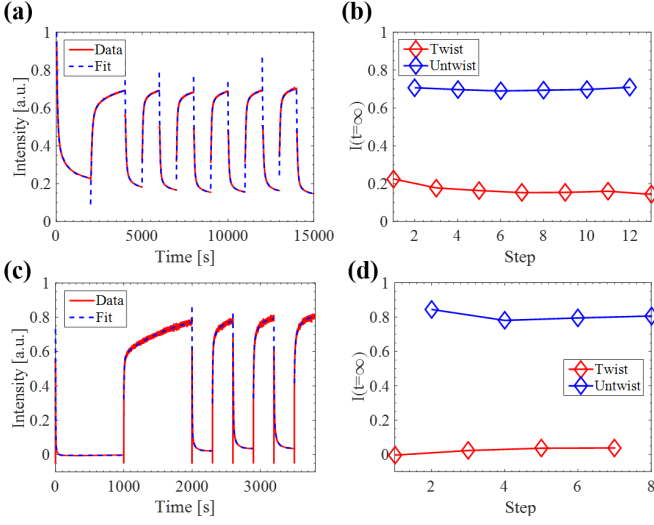 (a)
Intensity [a.u.]
1
0.8
0.6
0.4
0.2
0
Data
Fit
0
5000
10000
15000
Time [s]
(b)
I(t=∞)
1
0.8
0.6
0.4
0.2
0
Twist
Untwist
2
4
6
8
10
12
Step
(c)
Intensity [a.u.]
1
0.8
0.6
0.4
0.2
0
Data
Fit
0
1000
2000
3000
Time [s]
(d)
I(t=∞)
1
0.8
0.6
0.4
0.2
0
Twist
Untwist
2
4
6
8
Step